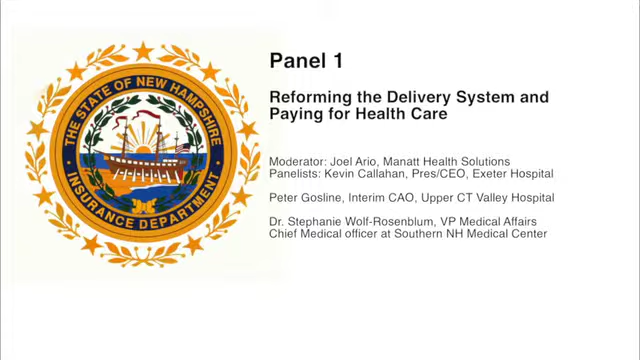 THE STATE OF NEW HAMPSHIRE
INSURANCE DEPARTMENT
Panel 1
Reforming the Delivery System and
Paying for Health Care
Moderator: Joel Ario, Manatt Health Solutions
Panelists: Kevin Callahan, Pres/CEO, Exeter Hospital
Peter Gosline, Interim CAO, Upper CT Valley Hospital
Dr. Stephanie Wolf-Rosenblum, VP Medical Affairs
Chief Medical officer at Southern NH Medical Center